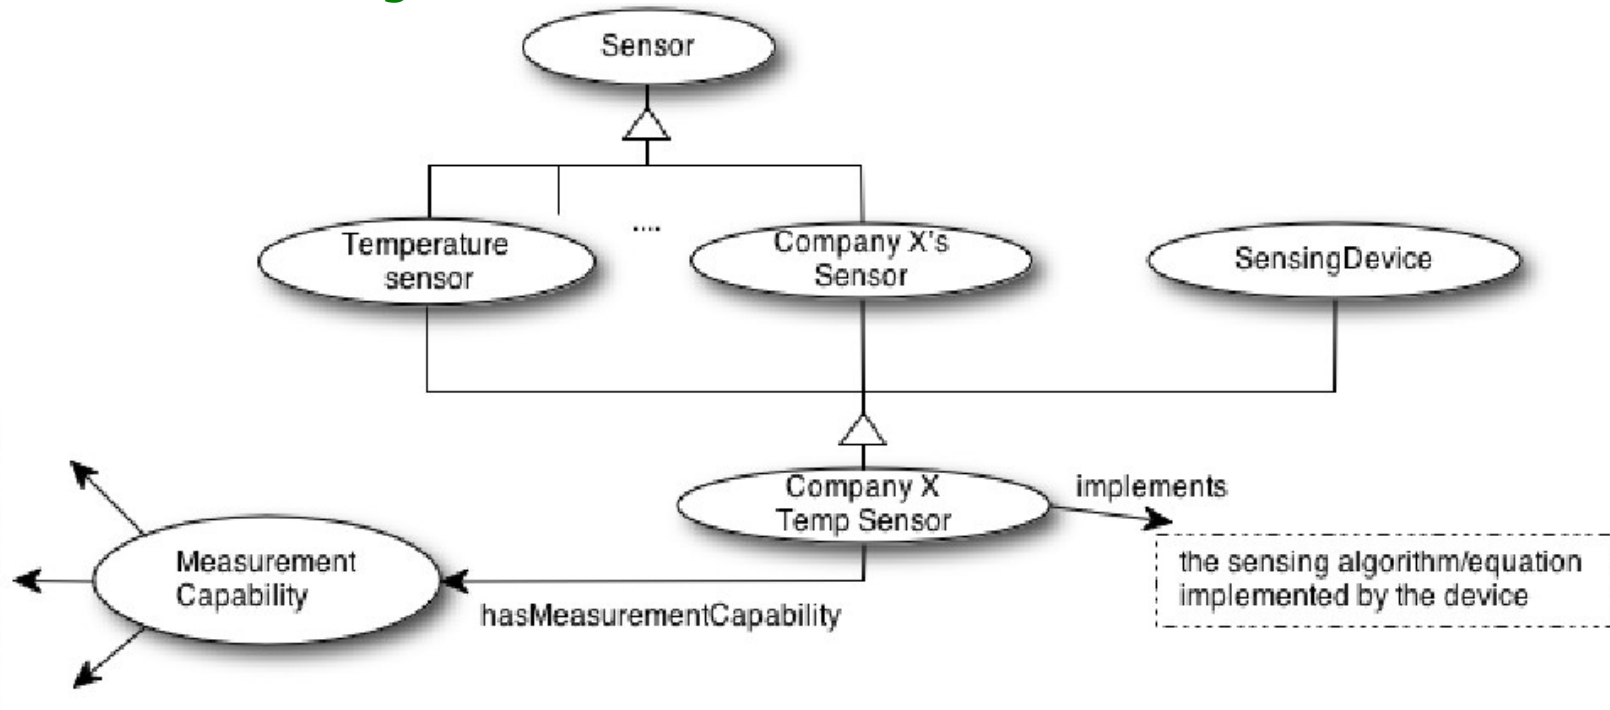 Sensor
Temperature
sensor
....
Company X's
Sensor
SensingDevice
Company X
Temp Sensor
implements
the sensing algorithm/equation
implemented by the device
Measurement
Capability
hasMeasurementCapability